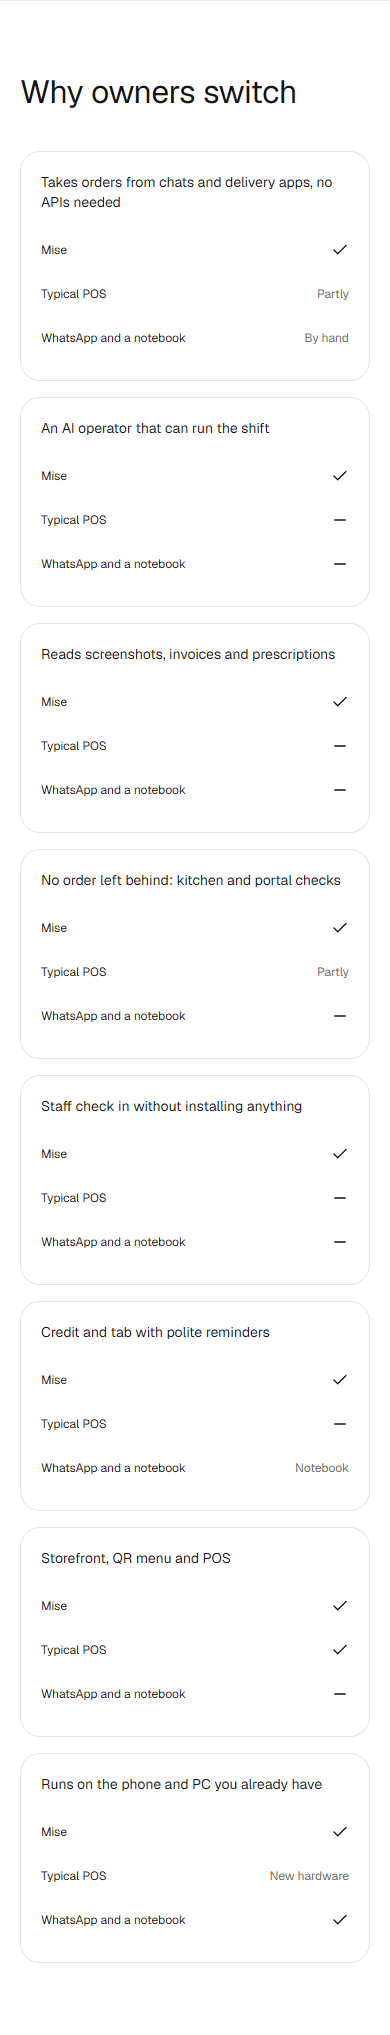 Why owners switch
Takes orders from chats and delivery apps, no
APIs needed
Mise ✓
Typical POS Partly
WhatsApp and a notebook By hand
An AI operator that can run the shift
Mise ✓
Typical POS –
WhatsApp and a notebook –
Reads screenshots, invoices and prescriptions
Mise ✓
Typical POS –
WhatsApp and a notebook –
No order left behind: kitchen and portal checks
Mise ✓
Typical POS Partly
WhatsApp and a notebook –
Staff check in without installing anything
Mise ✓
Typical POS –
WhatsApp and a notebook –
Credit and tab with polite reminders
Mise ✓
Typical POS –
WhatsApp and a notebook Notebook
Storefront, QR menu and POS
Mise ✓
Typical POS ✓
WhatsApp and a notebook –
Runs on the phone and PC you already have
Mise ✓
Typical POS New hardware
WhatsApp and a notebook ✓